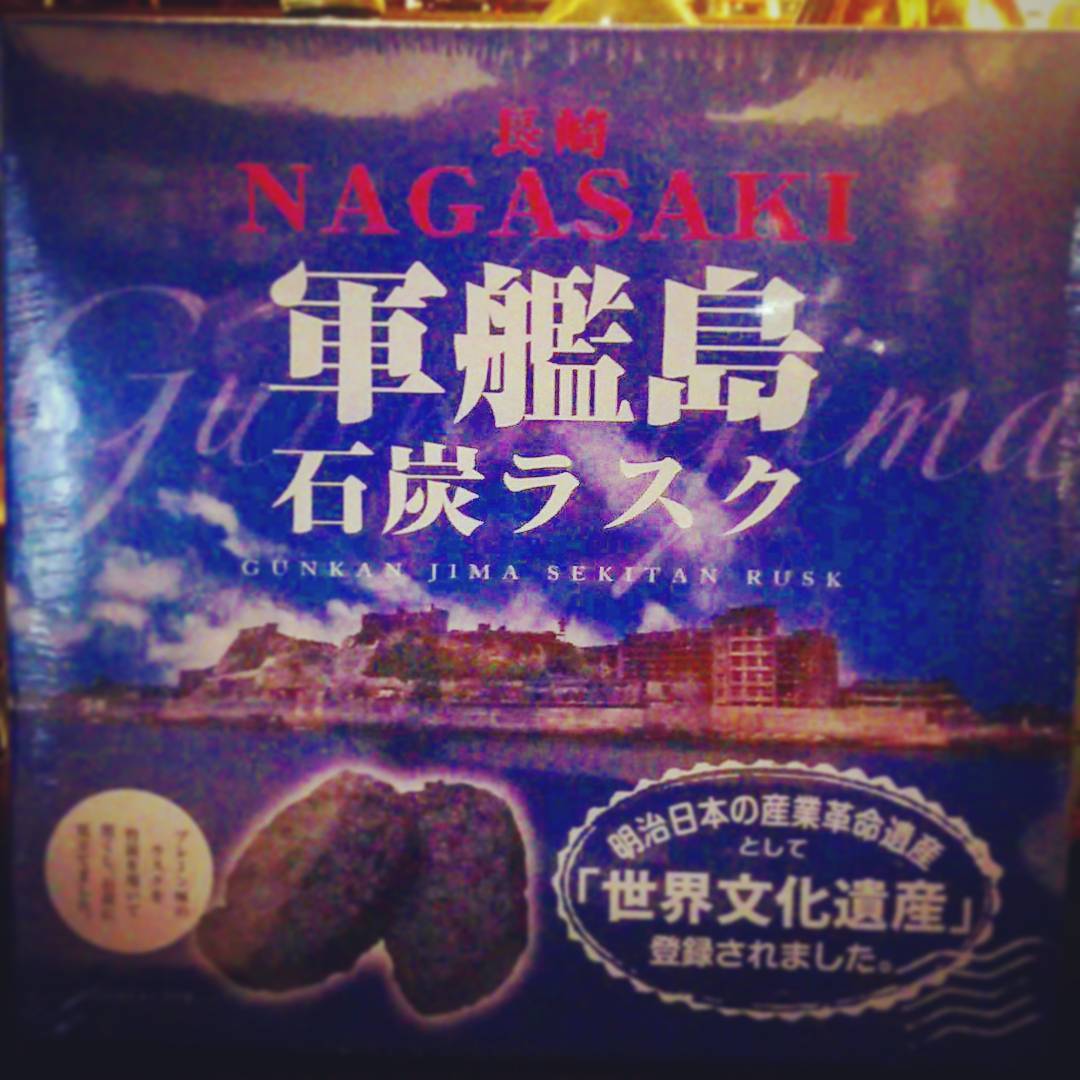 長崎
NAGASAKI
軍艦島
石炭ラスク
GUNKAN JIMA SEKITAN RUSK
明治日本の産業革命遺産
として
「世界文化遺産」
登録されました。